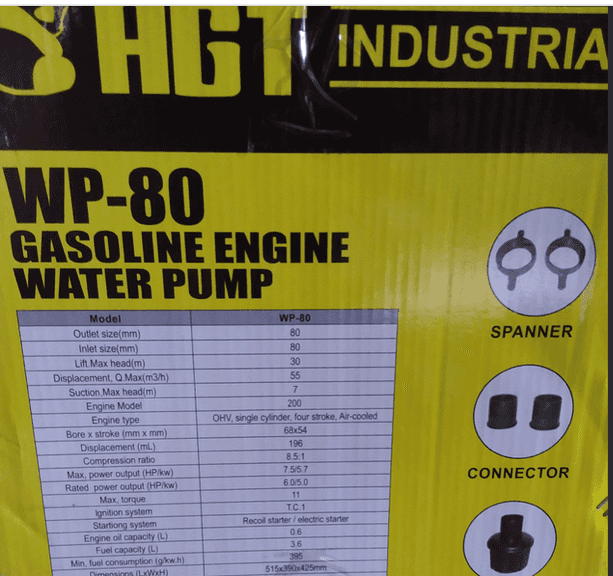 HGT INDUSTRIA
WP-80
GASOLINE ENGINE
WATER PUMP
Model WP-80
Outlet size(mm) 80
Inlet size(mm) 80
Lift.Max head(m) 30
Displacement, Q.Max(m3/h) 55
Suction.Max head(m) 7
Engine Model 200
Engine type OHV, single cylinder, four stroke, Air-cooled
Bore x stroke (mm x mm) 68x54
Displacement (mL) 196
Compression ratio 8.5:1
Max, power output (HP/kw) 7.5/5.7
Rated power output (HP/kw) 6.0/5.0
Max, torque 11
Ignition system T.C.1
Startiong system Recoil starter / electric starter
Engine oil capacity (L) 0.6
Fuel capacity (L) 3.6
Min, fuel consumption (g/kw.h) 395
Dimensions (LxWxH) 515x390x425mm
SPANNER
CONNECTOR